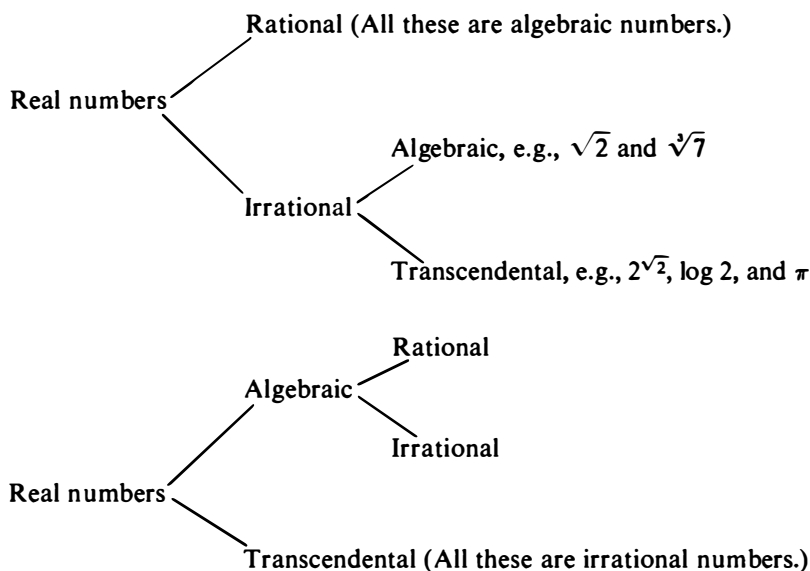 Rational (All these are algebraic numbers.)
Real numbers
Algebraic, e.g., √2 and ∛7
Irrational
Transcendental, e.g., 2^√2, log 2, and π
Rational
Algebraic
Irrational
Real numbers
Transcendental (All these are irrational numbers.)